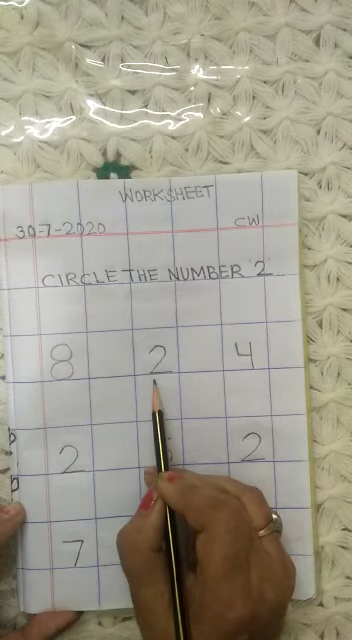 WORKSHEET
30-7-2020 CW
CIRCLE THE NUMBER '2'
8 2 4
2 2
7